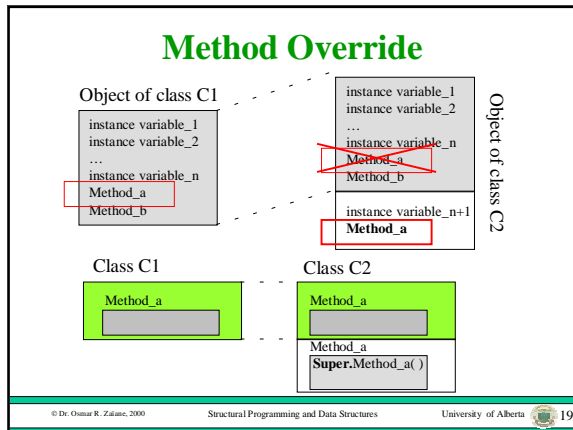 Method Override
Object of class C1
instance variable_1
instance variable_2
…
instance variable_n
Method_a
Method_b
instance variable_1
instance variable_2
…
instance variable_n
Method_a
Method_b
instance variable_n+1
Method_a
Object of class C2
Class C1
Method_a
Class C2
Method_a
Method_a
Super.Method_a( )
© Dr. Osmar R. Zaïane, 2000
Structural Programming and Data Structures
University of Alberta
19